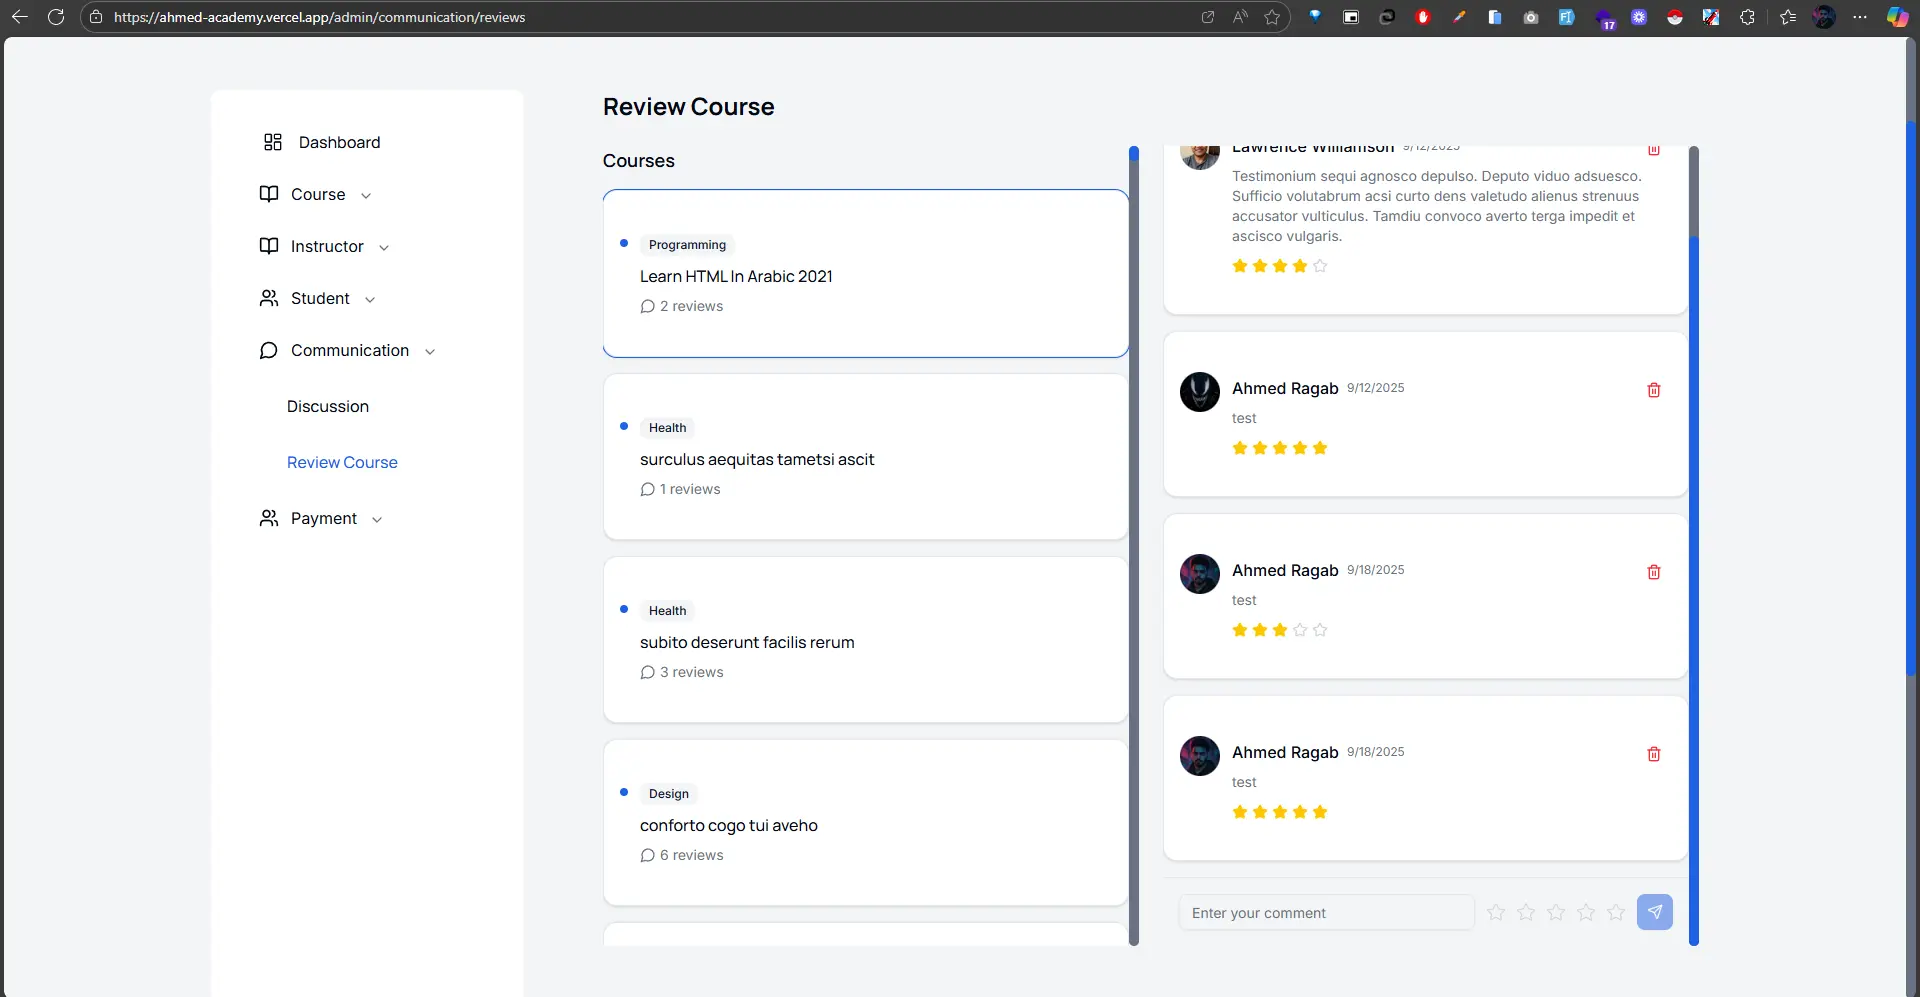 https://ahmed-academy.vercel.app/admin/communication/reviews
17
Dashboard
Course
Instructor
Student
Communication
Discussion
Review Course
Payment
Review Course
Courses
Programming
Learn HTML In Arabic 2021
2 reviews
Health
surculus aequitas tametsi ascit
1 reviews
Health
subito deserunt facilis rerum
3 reviews
Design
conforto cogo tui aveho
6 reviews
Lawrence Williamson 9/12/2025
Testimonium sequi agnosco depulso. Deputo viduo adsuesco.
Sufficio volutabrum acsi curto dens valetudo alienus strenuus
accusator vulticulus. Tamdiu convoco averto terga impedit et
ascisco vulgaris.
Ahmed Ragab 9/12/2025
test
Ahmed Ragab 9/18/2025
test
Ahmed Ragab 9/18/2025
test
Enter your comment